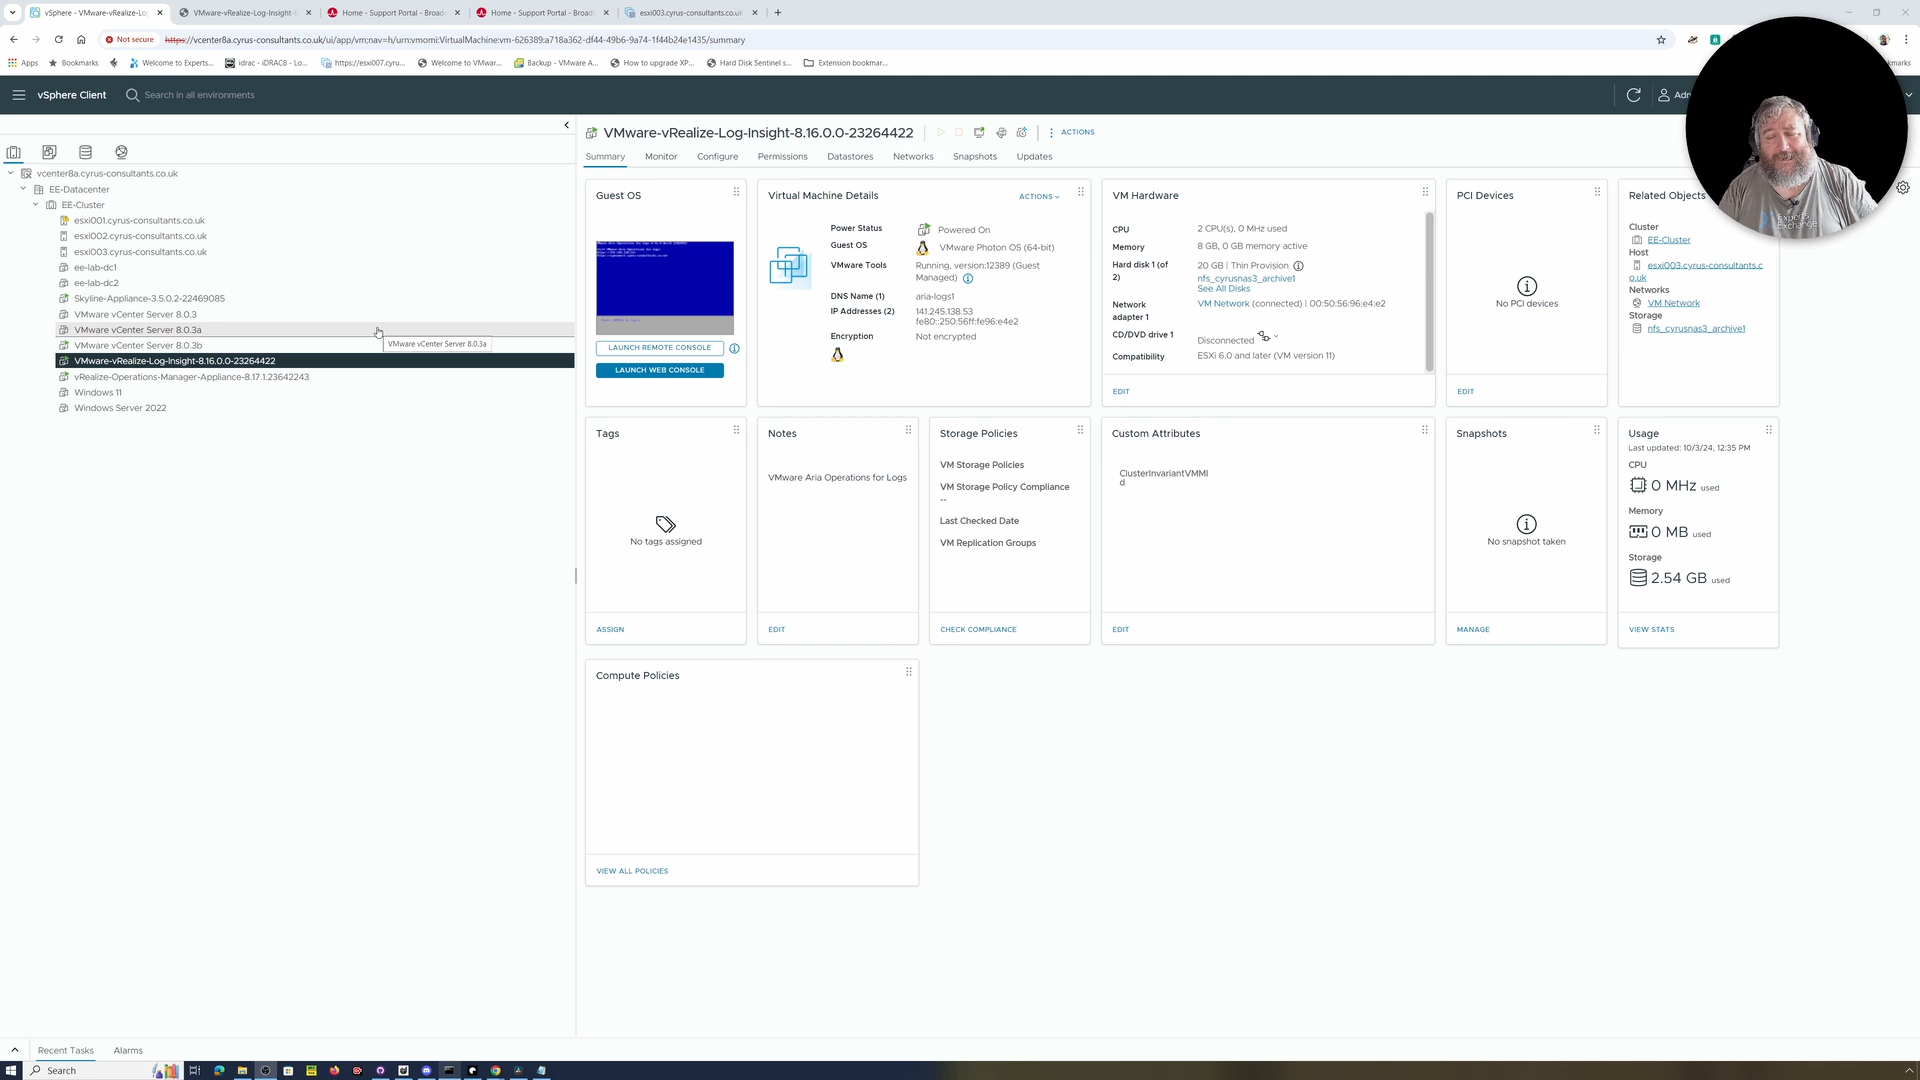 vSphere - VMware-vRealize-Lo
VMware-vRealize-Log-Insight-
Home - Support Portal - Broad
Home - Support Portal - Broad
esxi003.cyrus-consultants.co.uk
Not secure
https://vcenter8a.cyrus-consultants.co.uk/ui/app/vm;nav=h/urn:vmomi:VirtualMachine:vm-626389:a718a362-df44-49b6-9a74-1f44b24e1435/summary
Apps
Bookmarks
Welcome to Experts...
idrac - iDRAC8 - Lo...
https://esxi007.cyru...
Welcome to VMwar...
Backup - VMware A...
How to upgrade XP...
Hard Disk Sentinel s...
Extension bookmar...
kmarks
vSphere Client
Search in all environments
Experts
Exchange
VMware-vRealize-Log-Insight-8.16.0.0-23264422
ACTIONS
Summary
Monitor
Configure
Permissions
Datastores
Networks
Snapshots
Updates
vcenter8a.cyrus-consultants.co.uk
EE-Datacenter
EE-Cluster
esxi001.cyrus-consultants.co.uk
esxi002.cyrus-consultants.co.uk
esxi003.cyrus-consultants.co.uk
ee-lab-dc1
ee-lab-dc2
Skyline-Appliance-3.5.0.2-22469085
VMware vCenter Server 8.0.3
VMware vCenter Server 8.0.3a
VMware vCenter Server 8.0.3a
VMware vCenter Server 8.0.3b
VMware-vRealize-Log-Insight-8.16.0.0-23264422
vRealize-Operations-Manager-Appliance-8.17.1.23642243
Windows 11
Windows Server 2022
Guest OS
LAUNCH REMOTE CONSOLE
LAUNCH WEB CONSOLE
Virtual Machine Details
ACTIONS
Power Status
Powered On
Guest OS
VMware Photon OS (64-bit)
VMware Tools
Running, version:12389 (Guest
Managed)
DNS Name (1)
aria-logs1
IP Addresses (2)
141.245.138.53
fe80::250:56ff:fe96:e4e2
Encryption
Not encrypted
VM Hardware
CPU
2 CPU(s), 0 MHz used
Memory
8 GB, 0 GB memory active
Hard disk 1 (of
2)
20 GB | Thin Provision
nfs_cyrusnas3_archive1
See All Disks
Network
adapter 1
VM Network (connected) | 00:50:56:96:e4:e2
CD/DVD drive 1
Disconnected
Compatibility
ESXi 6.0 and later (VM version 11)
EDIT
PCI Devices
No PCI devices
EDIT
Related Objects
Cluster
EE-Cluster
Host
esxi003.cyrus-consultants.c
o.uk
Networks
VM Network
Storage
nfs_cyrusnas3_archive1
Tags
No tags assigned
ASSIGN
Notes
VMware Aria Operations for Logs
EDIT
Storage Policies
VM Storage Policies
VM Storage Policy Compliance
--
Last Checked Date
VM Replication Groups
CHECK COMPLIANCE
Custom Attributes
ClusterInvariantVMMI
d
EDIT
Snapshots
No snapshot taken
MANAGE
Usage
Last updated: 10/3/24, 12:35 PM
CPU
0 MHz used
Memory
0 MB used
Storage
2.54 GB used
VIEW STATS
Compute Policies
VIEW ALL POLICIES
Recent Tasks
Alarms
Search